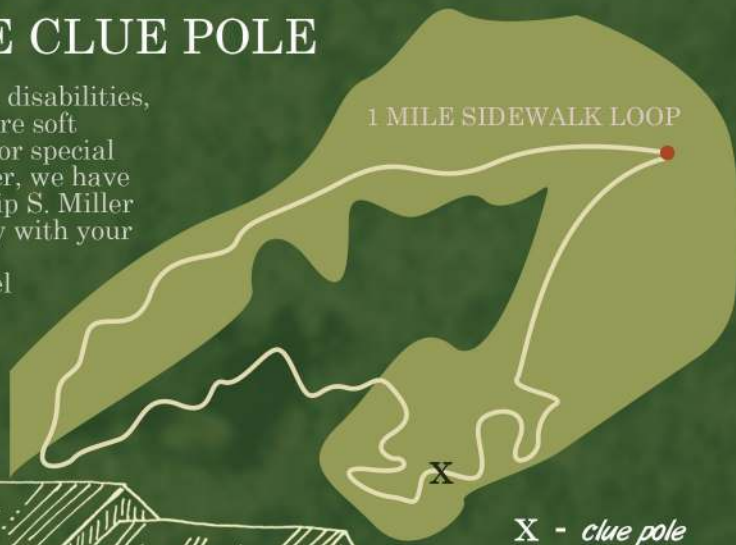 E CLUE POLE
disabilities,
re soft
or special
er, we have
ip S. Miller
y with your
el
1 MILE SIDEWALK LOOP
X
X - clue pole